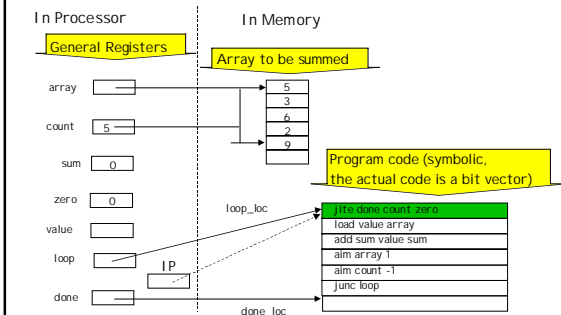 In Processor
In Memory
General Registers
Array to be summed
array
5
3
6
2
9
count
5
sum
0
Program code (symbolic,
the actual code is a bit vector)
zero
0
loop_loc
jlte done count zero
value
load value array
add sum value sum
loop
aim array 1
IP
aim count -1
junc loop
done
done_loc